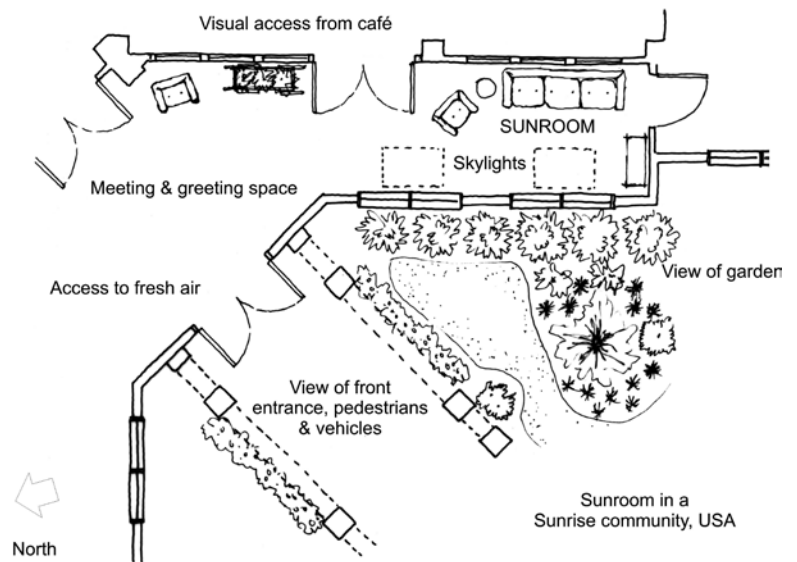 Visual access from café
SUNROOM
Skylights
Meeting & greeting space
View of garden
Access to fresh air
View of front
entrance, pedestrians
& vehicles
Sunroom in a
Sunrise community, USA
North